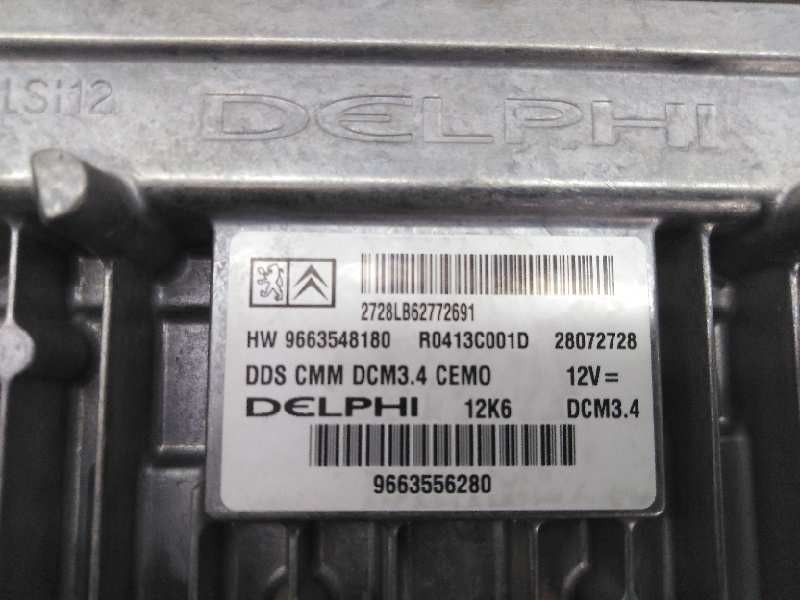 LSi12
DELPHI
2728LB62772691
HW 9663548180 R0413C001D 28072728
DDS CMM DCM3.4 CEMO 12V=
DELPHI 12K6 DCM3.4
9663556280